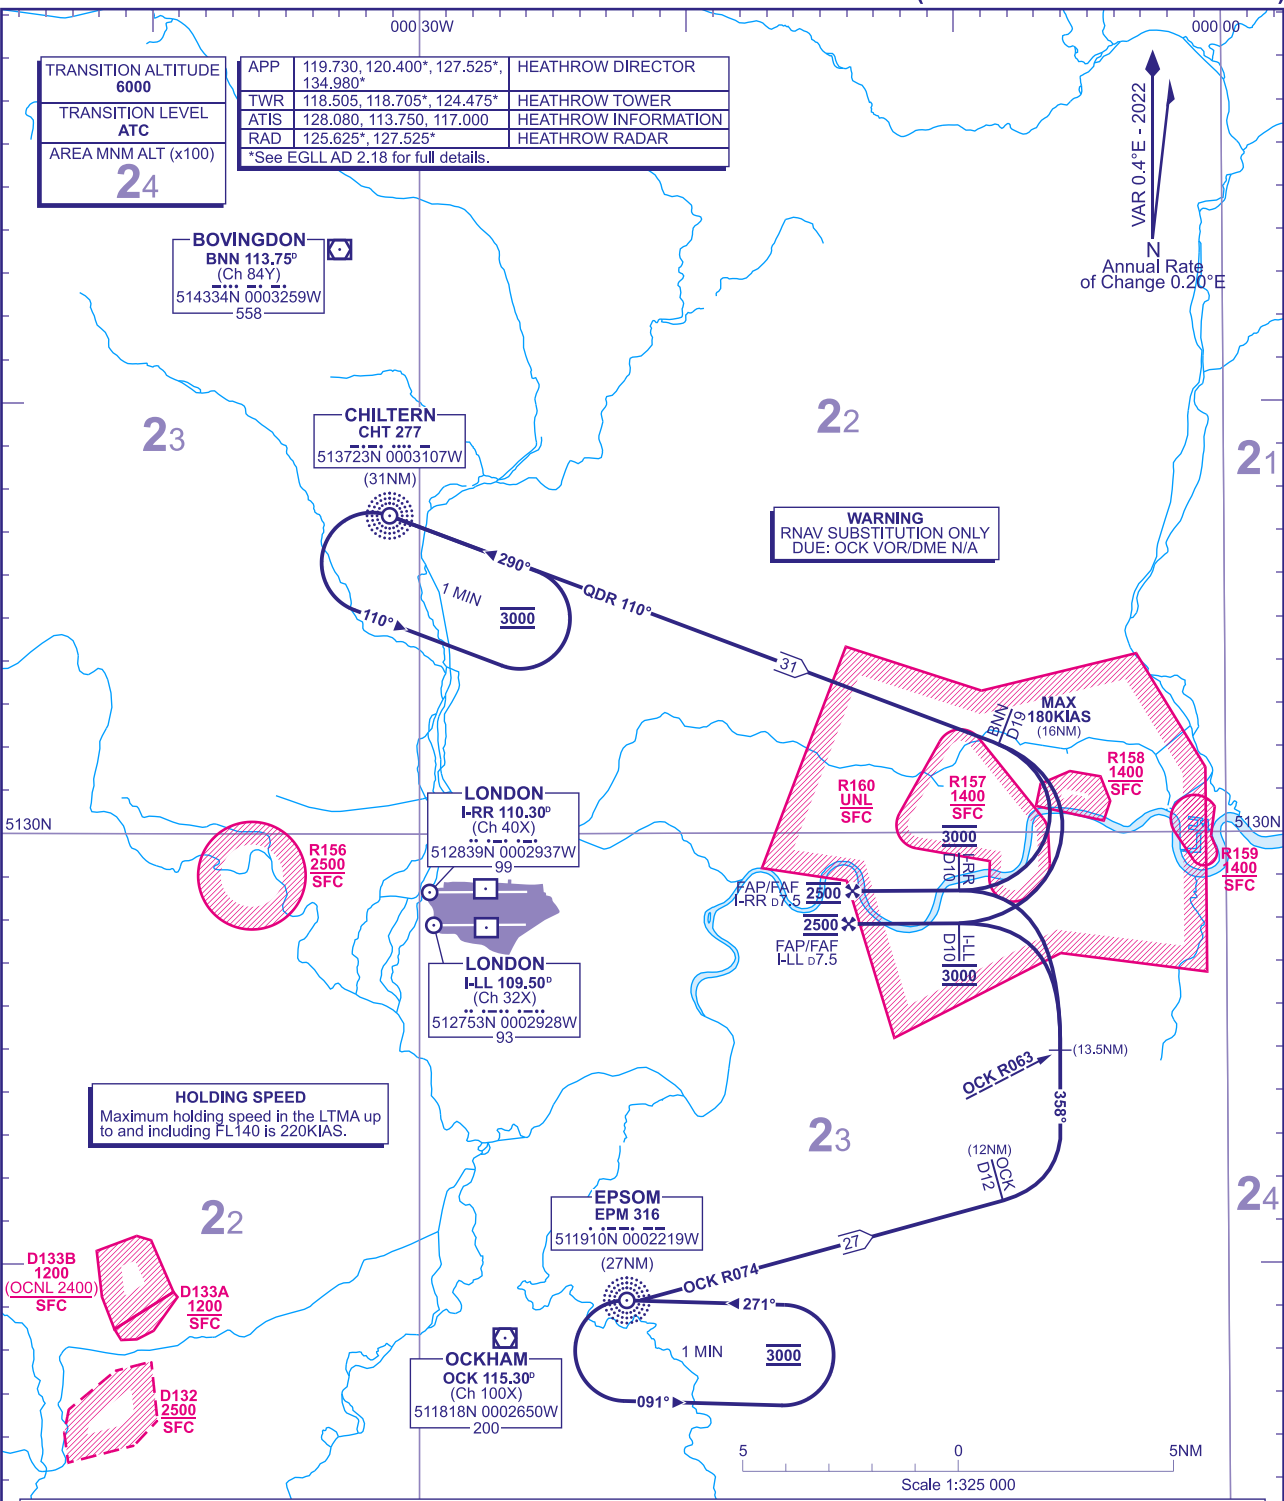 000 30W
000 00
TRANSITION ALTITUDE
6000
TRANSITION LEVEL
ATC
AREA MNM ALT (x100)
24
APP 119.730, 120.400*, 127.525*, HEATHROW DIRECTOR
134.980*
TWR 118.505, 118.705*, 124.475* HEATHROW TOWER
ATIS 128.080, 113.750, 117.000 HEATHROW INFORMATION
RAD 125.625*, 127.525* HEATHROW RADAR
*See EGLL AD 2.18 for full details.
VAR 0.4°E - 2022
N
Annual Rate
of Change 0.20°E
BOVINGDON
BNN 113.75D
(Ch 84Y)
514334N 0003259W
558
23
22
21
CHILTERN
CHT 277
513723N 0003107W
(31NM)
WARNING
RNAV SUBSTITUTION ONLY
DUE: OCK VOR/DME N/A
290°
QDR 110°
1 MIN
3000
110°
31
BNN
D19
MAX
180KIAS
(16NM)
R160
UNL
SFC
R157
1400
SFC
R158
1400
SFC
3000
I-RR
D10
LONDON
I-RR 110.30D
(Ch 40X)
512839N 0002937W
99
5130N
5130N
R156
2500
SFC
R159
1400
SFC
FAP/FAF
I-RR D7.5
2500
2500
FAP/FAF
I-LL D7.5
I-LL
D10
3000
LONDON
I-LL 109.50D
(Ch 32X)
512753N 0002928W
93
OCK R063
(13.5NM)
358°
HOLDING SPEED
Maximum holding speed in the LTMA up
to and including FL140 is 220KIAS.
23
(12NM)
OCK
D12
22
24
EPSOM
EPM 316
511910N 0002219W
(27NM)
27
OCK R074
271°
1 MIN
3000
091°
D133B
1200
(OCNL 2400)
SFC
D133A
1200
SFC
OCKHAM
OCK 115.30D
(Ch 100X)
511818N 0002650W
200
D132
2500
SFC
5 0 5NM
Scale 1:325 000